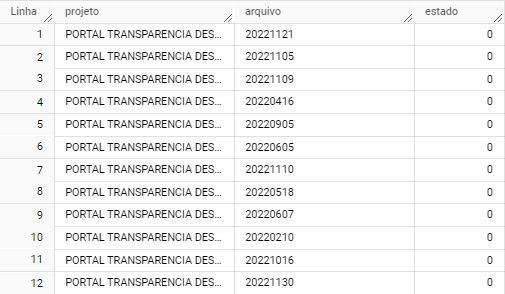 Linha projeto arquivo estado
1 PORTAL TRANSPARENCIA DES... 20221121 0
2 PORTAL TRANSPARENCIA DES... 20221105 0
3 PORTAL TRANSPARENCIA DES... 20221109 0
4 PORTAL TRANSPARENCIA DES... 20220416 0
5 PORTAL TRANSPARENCIA DES... 20220905 0
6 PORTAL TRANSPARENCIA DES... 20220605 0
7 PORTAL TRANSPARENCIA DES... 20221110 0
8 PORTAL TRANSPARENCIA DES... 20220518 0
9 PORTAL TRANSPARENCIA DES... 20220607 0
10 PORTAL TRANSPARENCIA DES... 20220210 0
11 PORTAL TRANSPARENCIA DES... 20221016 0
12 PORTAL TRANSPARENCIA DES... 20221130 0